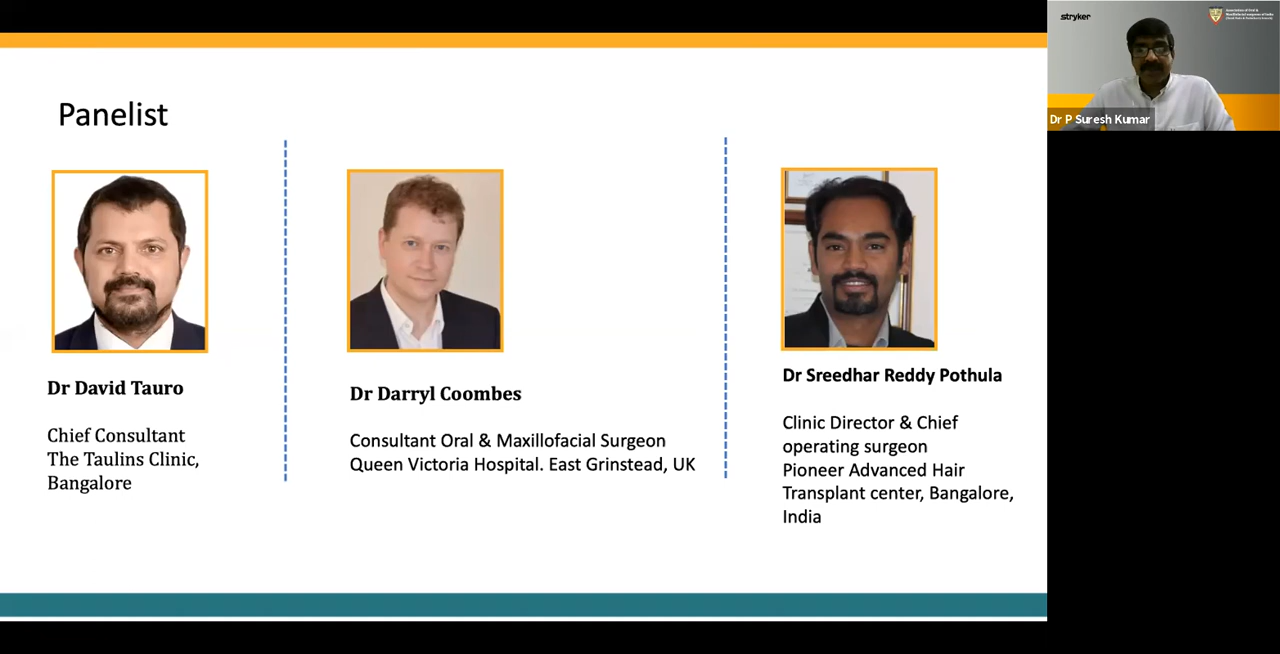 Panelist
Dr David Tauro
Chief Consultant
The Taulins Clinic,
Bangalore
Dr Darryl Coombes
Consultant Oral & Maxillofacial Surgeon
Queen Victoria Hospital. East Grinstead, UK
Dr Sreedhar Reddy Pothula
Clinic Director & Chief
operating surgeon
Pioneer Advanced Hair
Transplant center, Bangalore,
India
stryker
Dr P Suresh Kumar